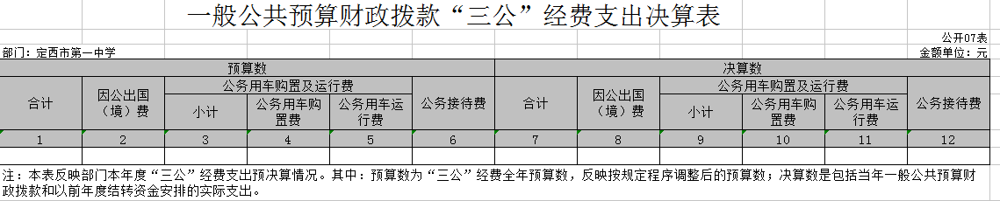 一般公共预算财政拨款“三公”经费支出决算表
公开07表
部门：定西市第一中学 金额单位：元
预算数 决算数
合计 因公出国（境）费 公务用车购置及运行费 公务接待费 合计 因公出国（境）费 公务用车购置及运行费 公务接待费
小计 公务用车购置费 公务用车运行费 小计 公务用车购置费 公务用车运行费
1 2 3 4 5 6 7 8 9 10 11 12
注：本表反映部门本年度“三公”经费支出预决算情况。其中：预算数为“三公”经费全年预算数，反映按规定程序调整后的预算数；决算数是包括当年一般公共预算财
政拨款和以前年度结转资金安排的实际支出。